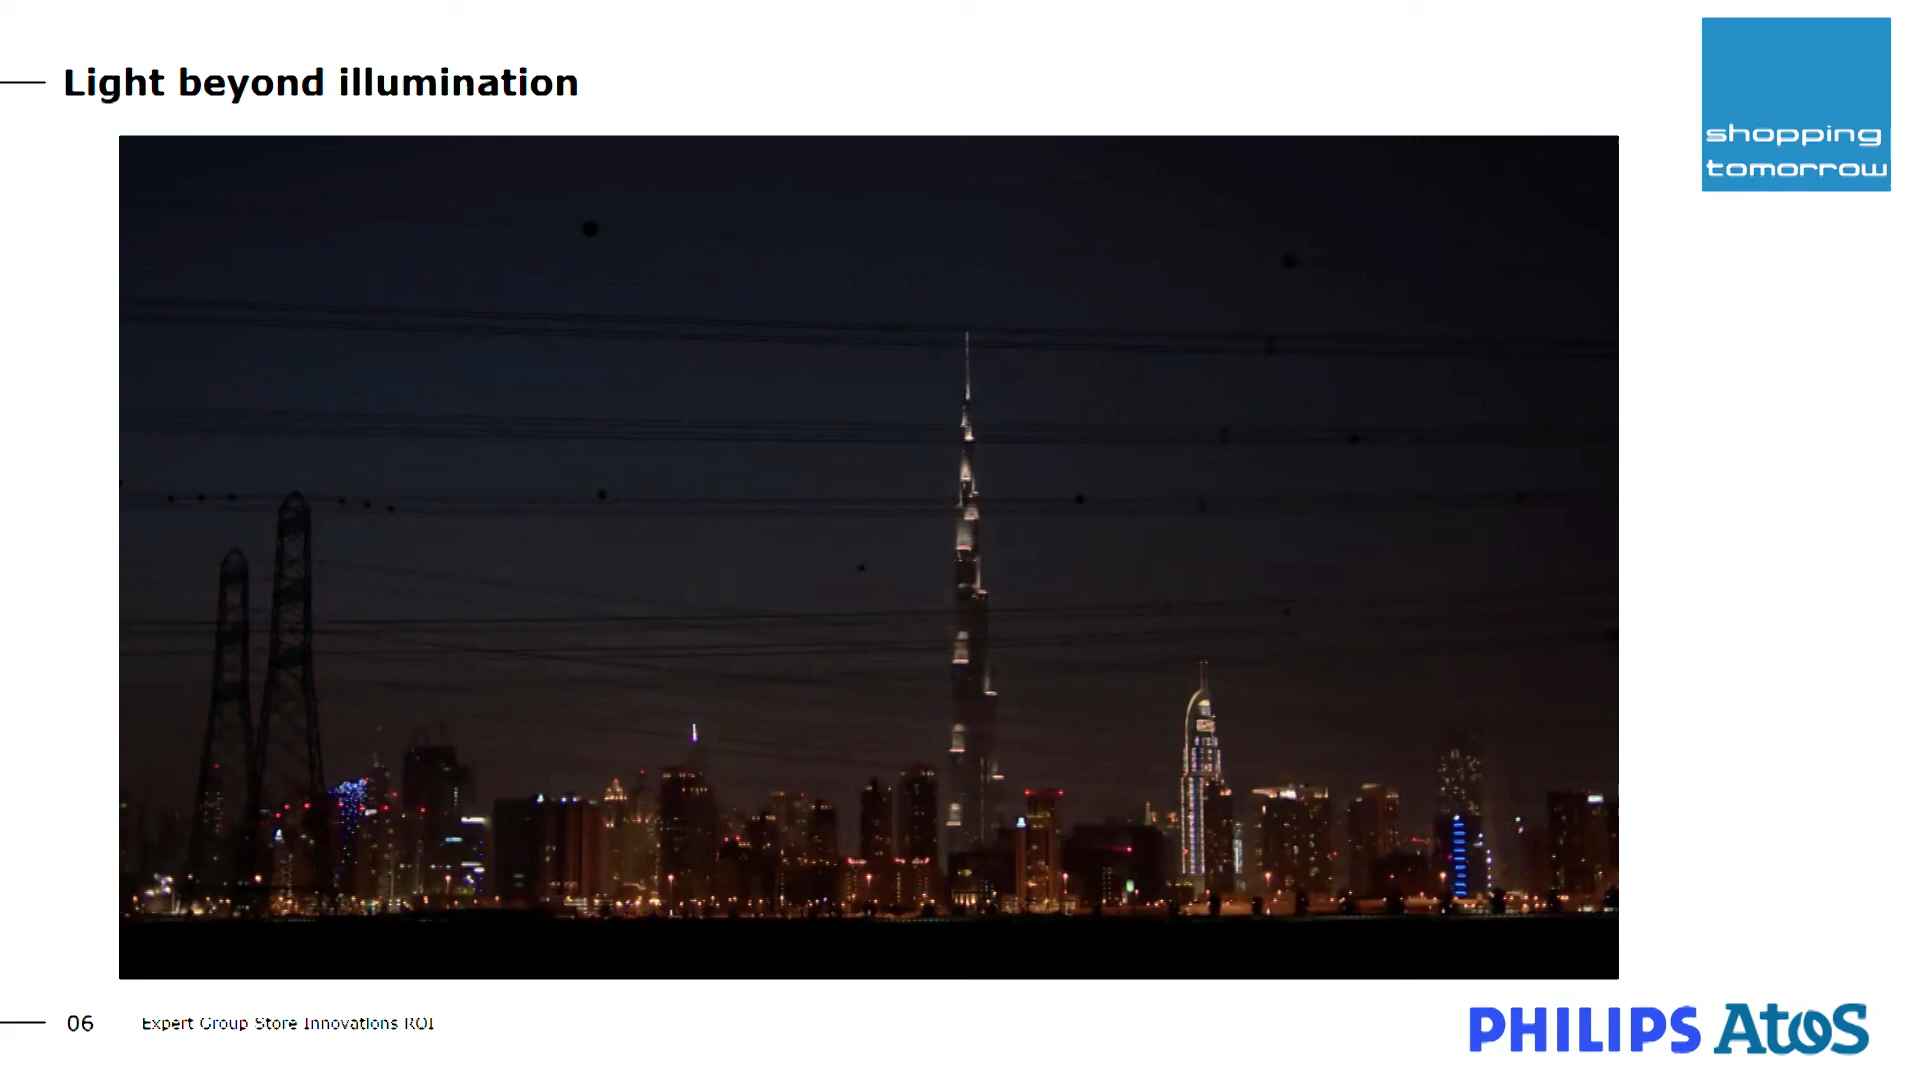 Light beyond illumination
shopping
tomorrow
06
Expert Group Store Innovations ROI
PHILIPS AtoS